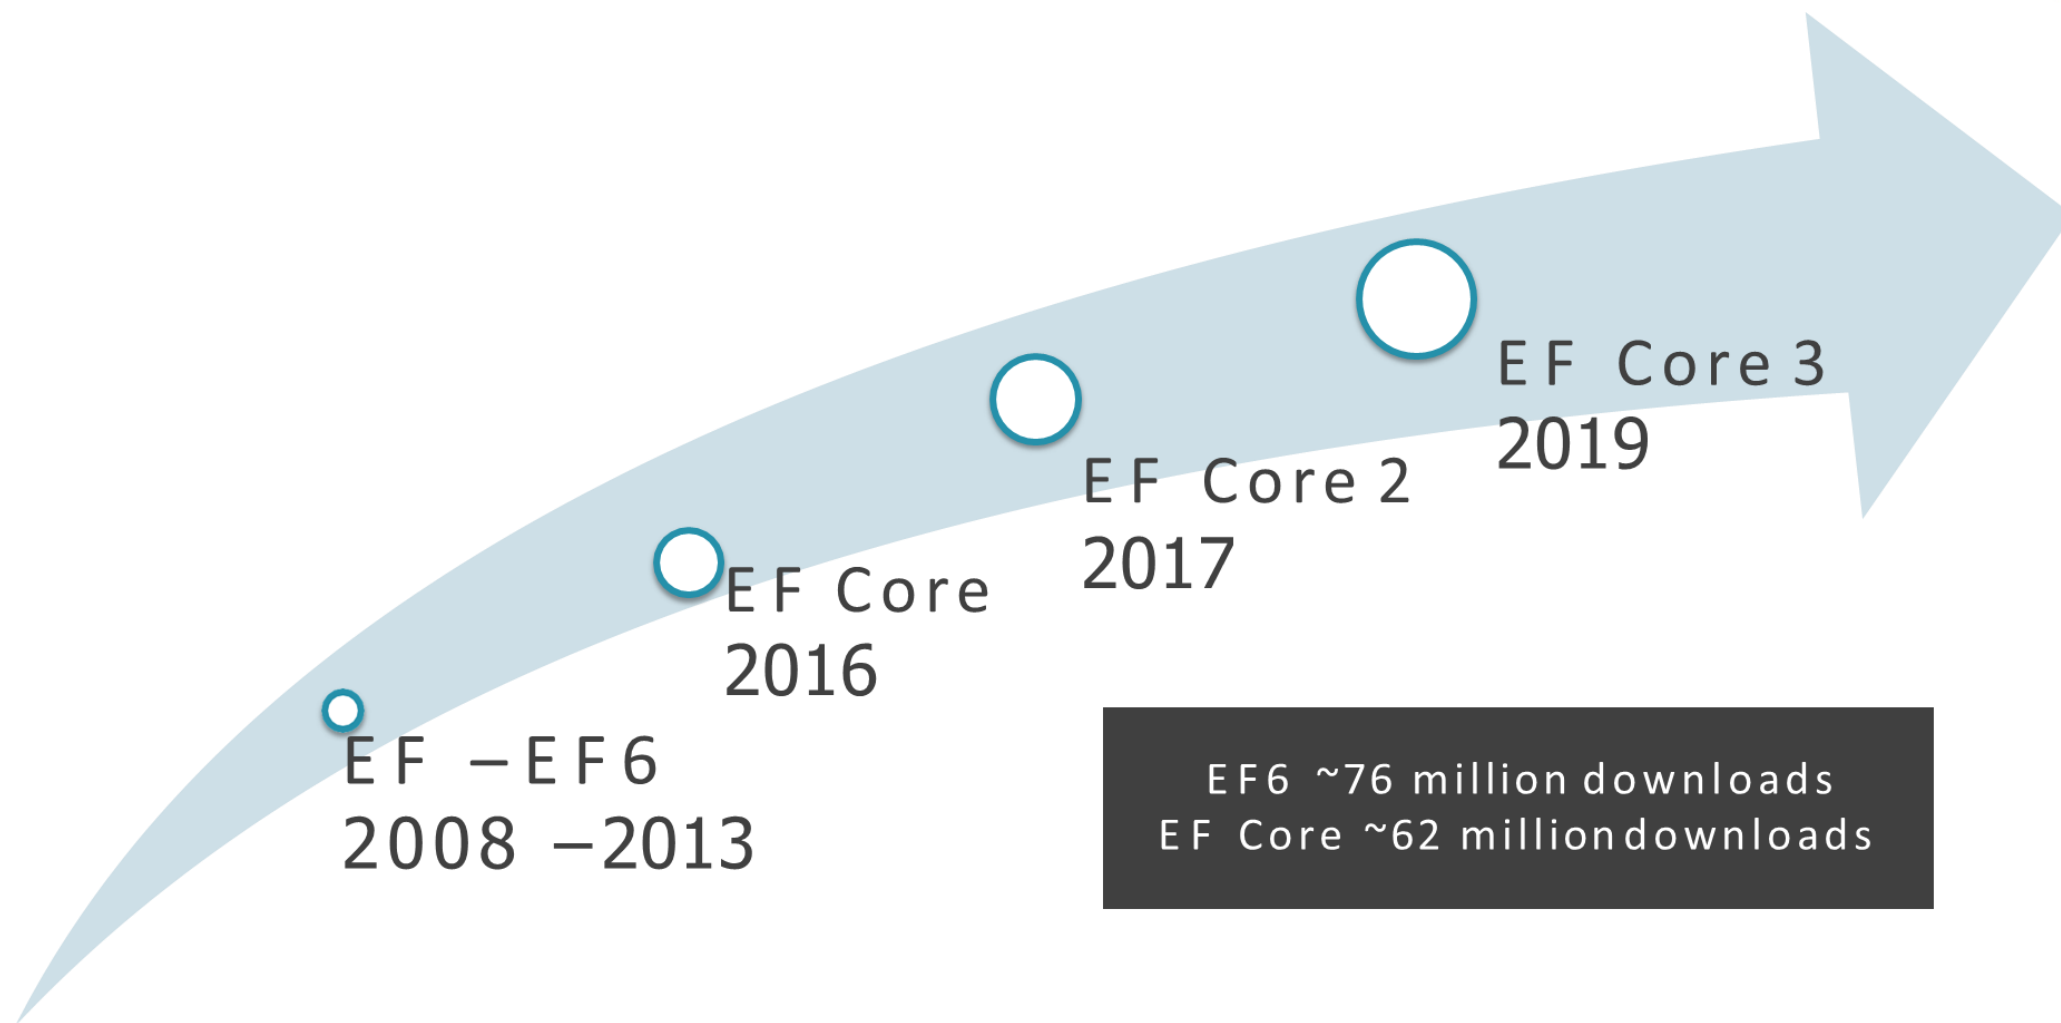 EF – EF6
2008 – 2013
EF Core
2016
EF Core 2
2017
EF Core 3
2019
EF6 ~76 million downloads
EF Core ~62 million downloads